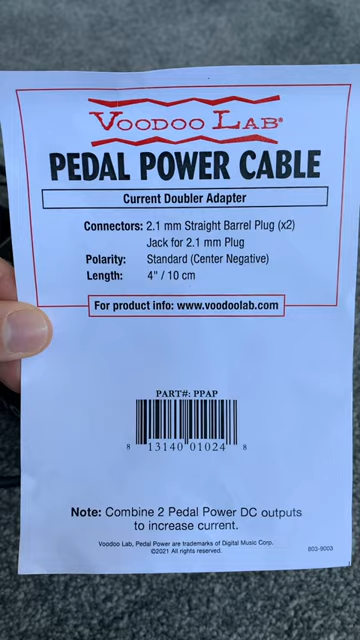 VOODOO LAB®
PEDAL POWER CABLE
Current Doubler Adapter
Connectors: 2.1 mm Straight Barrel Plug (x2)
Jack for 2.1 mm Plug
Polarity: Standard (Center Negative)
Length: 4" / 10 cm
For product info: www.voodoolab.com
PART#: PPAP
8 13140 01024 8
Note: Combine 2 Pedal Power DC outputs
to increase current.
Voodoo Lab, Pedal Power are trademarks of Digital Music Corp.
©2021 All rights reserved.
803-9003